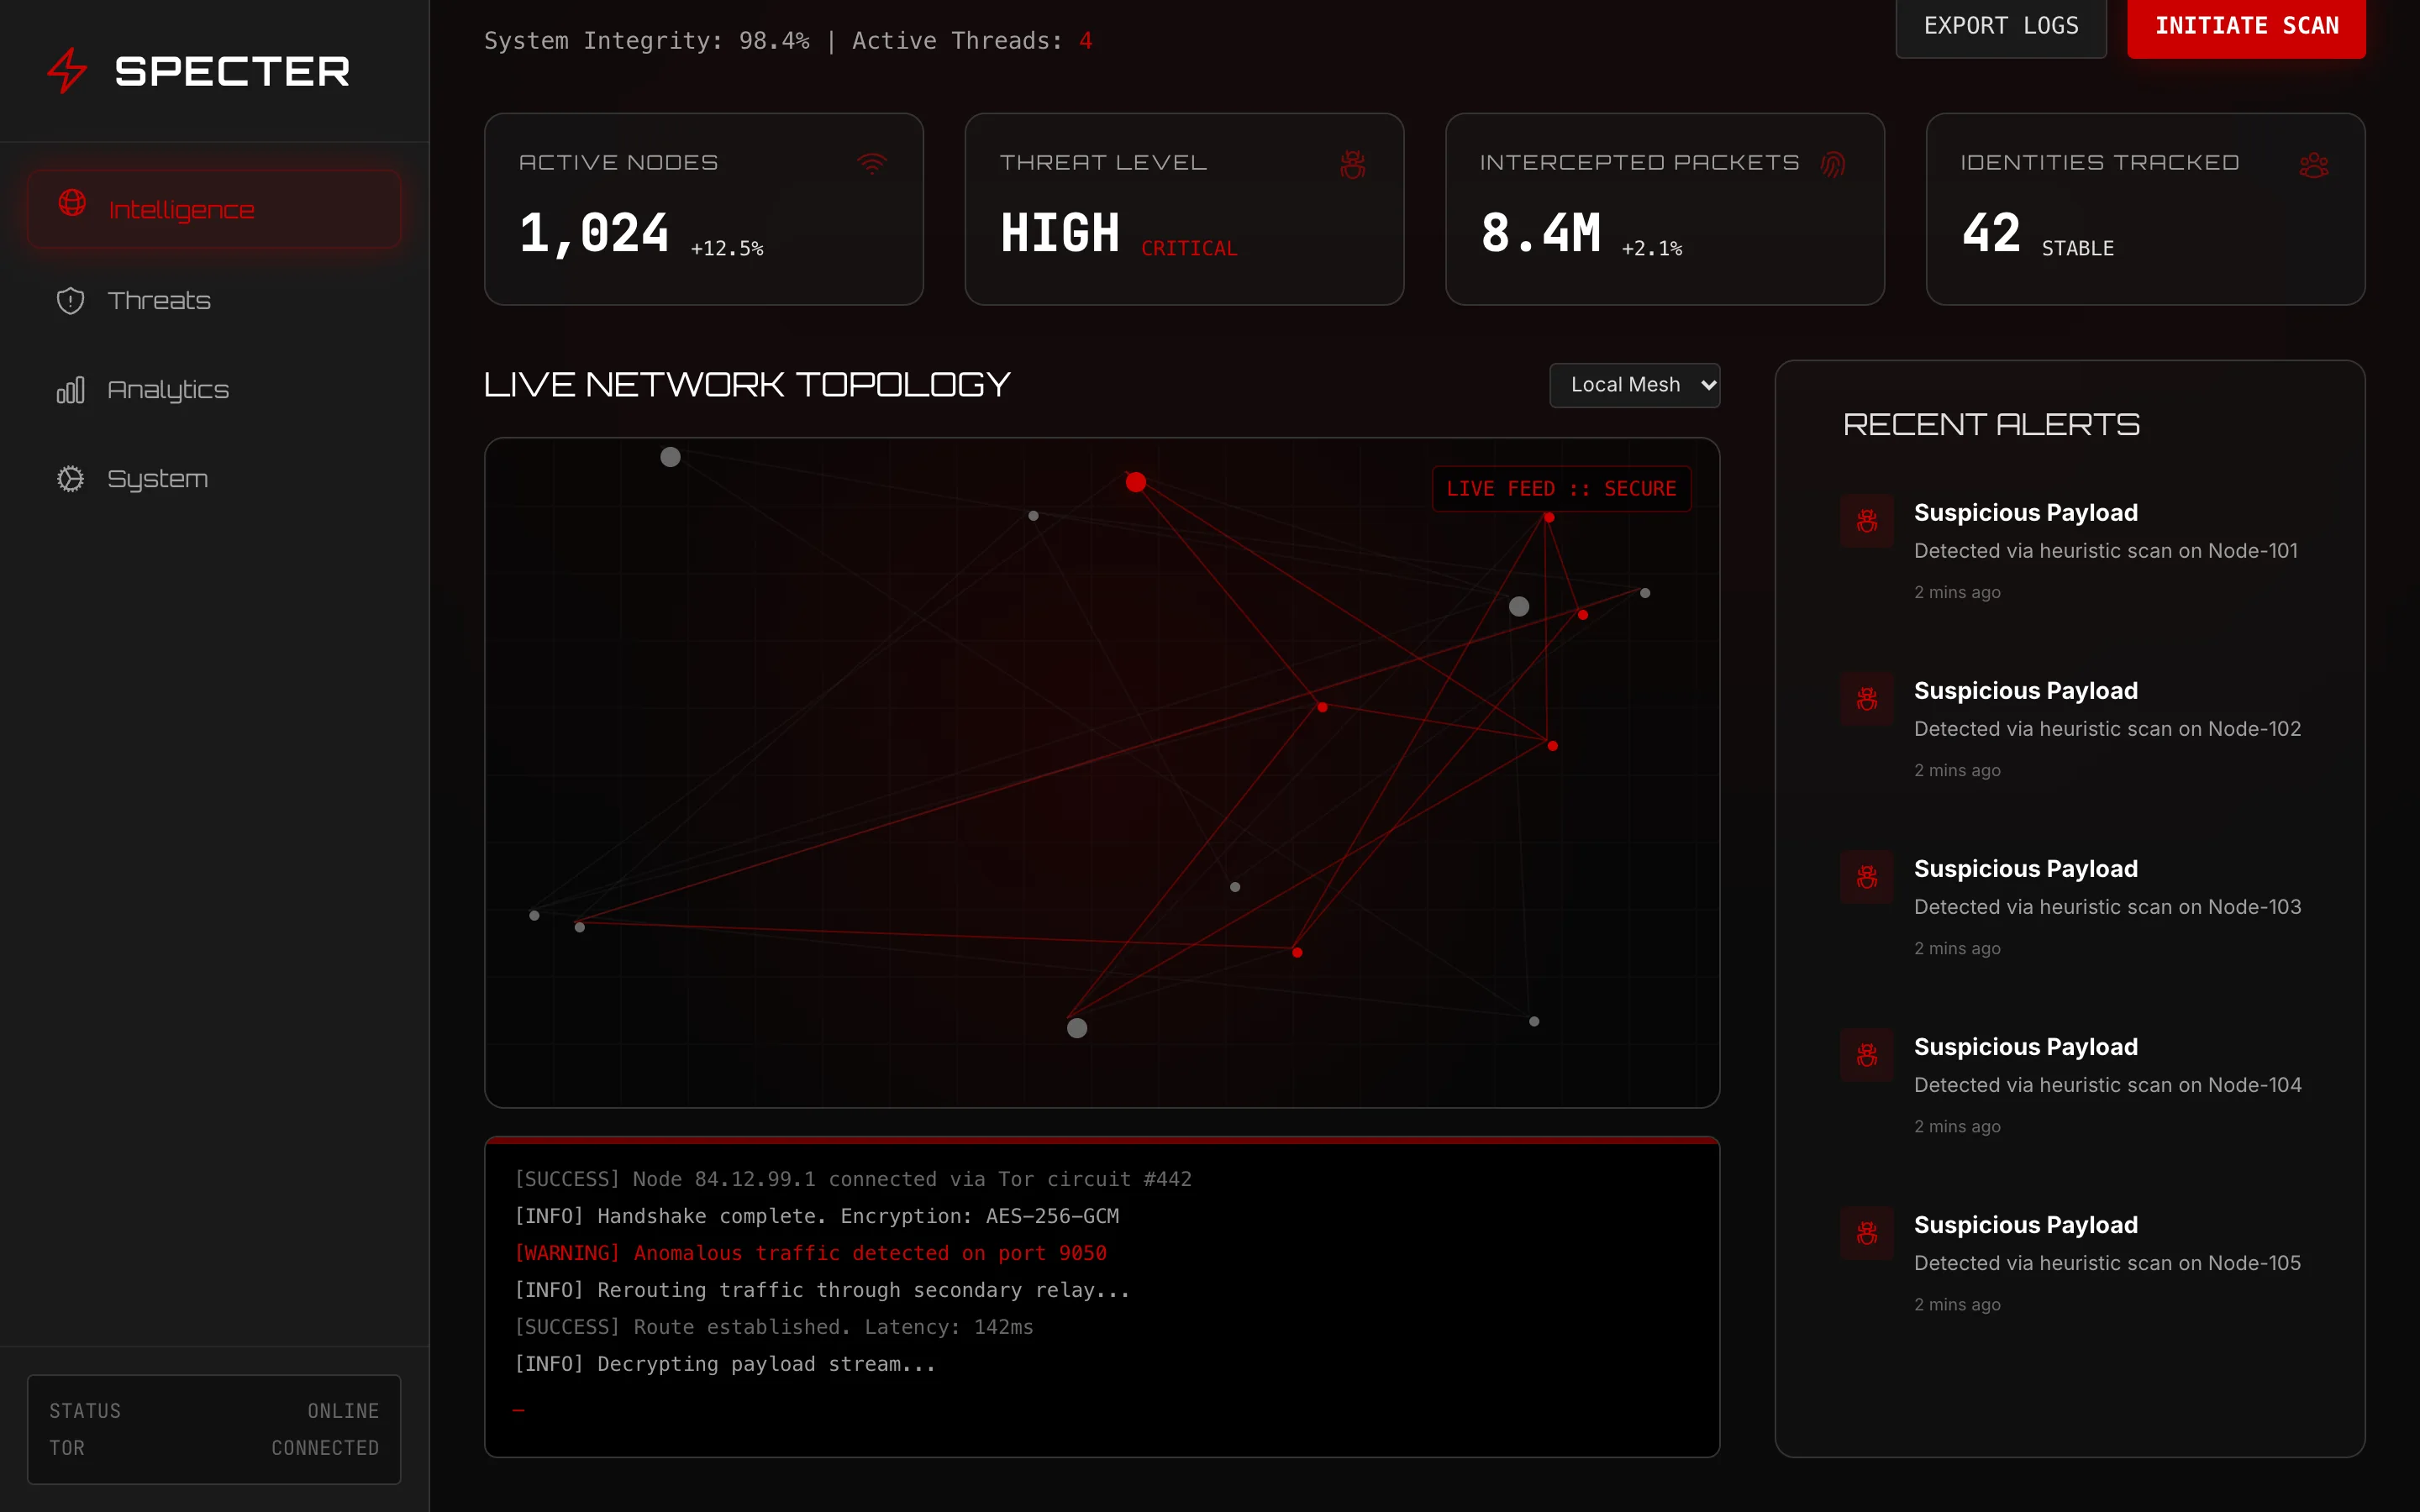 SPECTER
Intelligence
Threats
Analytics
System
STATUS ONLINE
TOR CONNECTED
System Integrity: 98.4% | Active Threads: 4
EXPORT LOGS
INITIATE SCAN
ACTIVE NODES
1,024 +12.5%
THREAT LEVEL
HIGH CRITICAL
INTERCEPTED PACKETS
8.4M +2.1%
IDENTITIES TRACKED
42 STABLE
LIVE NETWORK TOPOLOGY
Local Mesh
LIVE FEED :: SECURE
[SUCCESS] Node 84.12.99.1 connected via Tor circuit #442
[INFO] Handshake complete. Encryption: AES-256-GCM
[WARNING] Anomalous traffic detected on port 9050
[INFO] Rerouting traffic through secondary relay...
[SUCCESS] Route established. Latency: 142ms
[INFO] Decrypting payload stream...
_
RECENT ALERTS
Suspicious Payload
Detected via heuristic scan on Node-101
2 mins ago
Suspicious Payload
Detected via heuristic scan on Node-102
2 mins ago
Suspicious Payload
Detected via heuristic scan on Node-103
2 mins ago
Suspicious Payload
Detected via heuristic scan on Node-104
2 mins ago
Suspicious Payload
Detected via heuristic scan on Node-105
2 mins ago